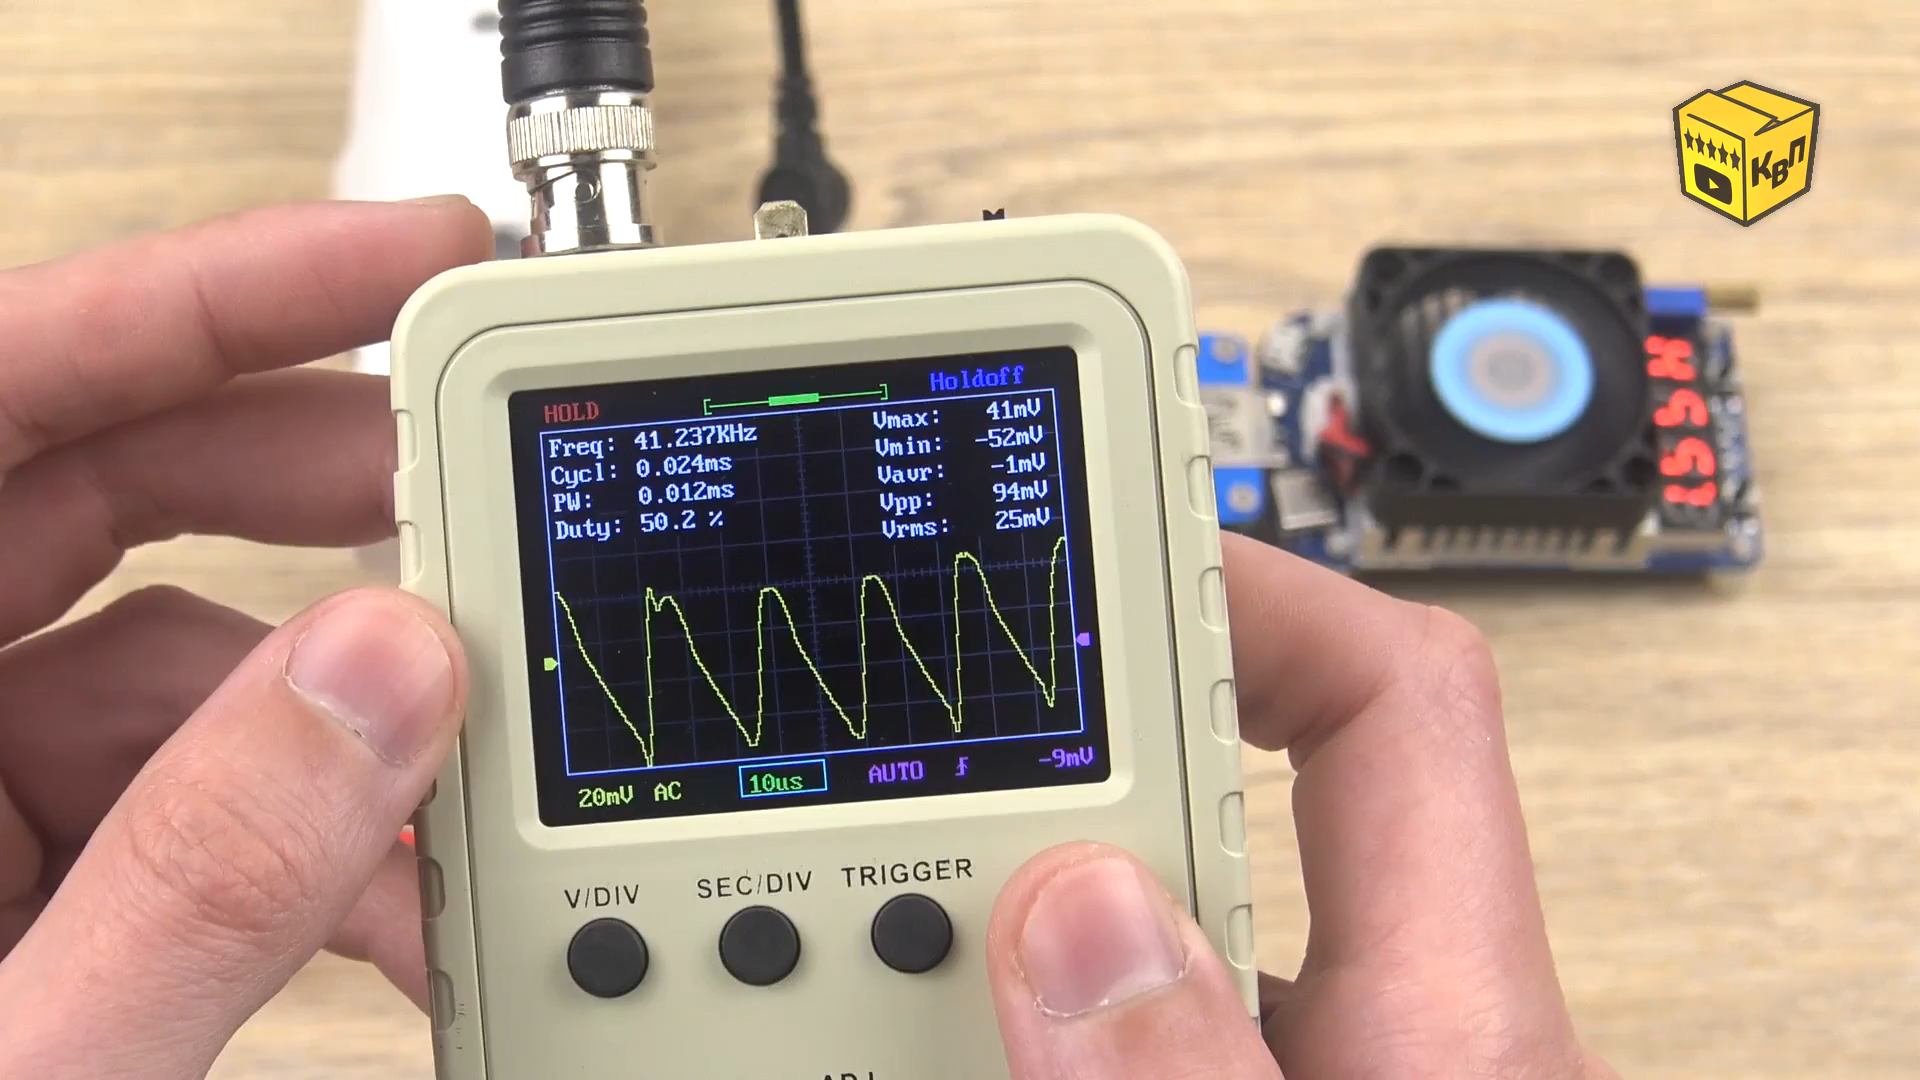 КВП
HOLD
Holdoff
Freq: 41.237KHz
Cycl: 0.024ms
PW: 0.012ms
Duty: 50.2 %
Vmax: 41mV
Vmin: -52mV
Vavr: -1mV
Vpp: 94mV
Vrms: 25mV
20mV AC
10us
AUTO
-9mV
V/DIV
SEC/DIV
TRIGGER